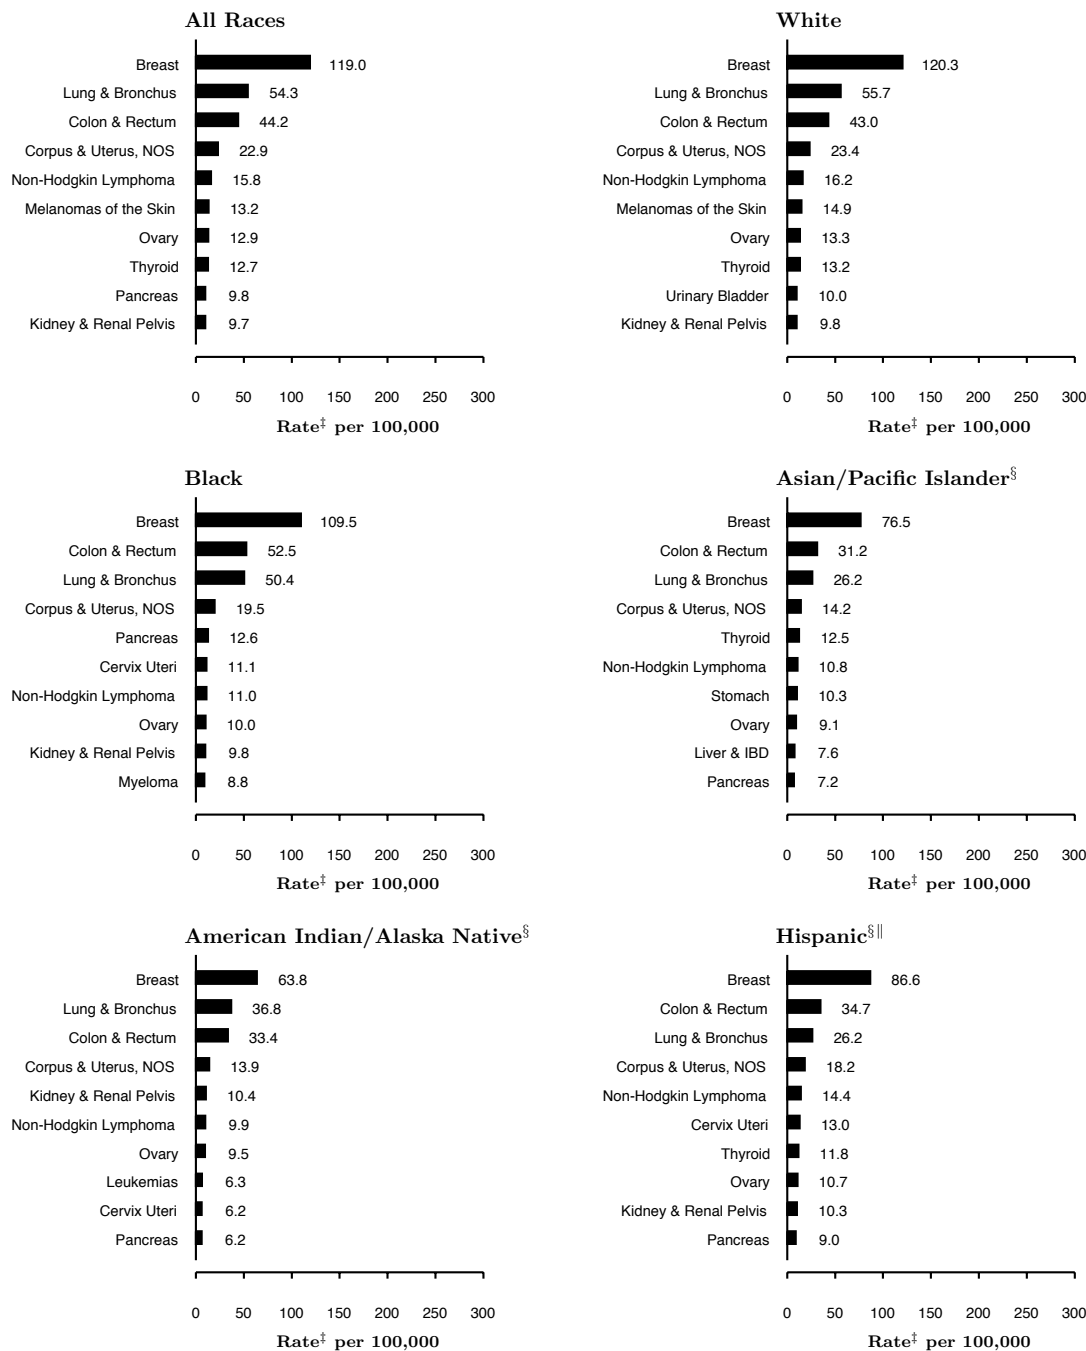 All Races
Breast 119.0
Lung & Bronchus 54.3
Colon & Rectum 44.2
Corpus & Uterus, NOS 22.9
Non-Hodgkin Lymphoma 15.8
Melanomas of the Skin 13.2
Ovary 12.9
Thyroid 12.7
Pancreas 9.8
Kidney & Renal Pelvis 9.7
0 50 100 150 200 250 300
Rate‡ per 100,000
White
Breast 120.3
Lung & Bronchus 55.7
Colon & Rectum 43.0
Corpus & Uterus, NOS 23.4
Non-Hodgkin Lymphoma 16.2
Melanomas of the Skin 14.9
Ovary 13.3
Thyroid 13.2
Urinary Bladder 10.0
Kidney & Renal Pelvis 9.8
0 50 100 150 200 250 300
Rate‡ per 100,000
Black
Breast 109.5
Colon & Rectum 52.5
Lung & Bronchus 50.4
Corpus & Uterus, NOS 19.5
Pancreas 12.6
Cervix Uteri 11.1
Non-Hodgkin Lymphoma 11.0
Ovary 10.0
Kidney & Renal Pelvis 9.8
Myeloma 8.8
0 50 100 150 200 250 300
Rate‡ per 100,000
Asian/Pacific Islander§
Breast 76.5
Colon & Rectum 31.2
Lung & Bronchus 26.2
Corpus & Uterus, NOS 14.2
Thyroid 12.5
Non-Hodgkin Lymphoma 10.8
Stomach 10.3
Ovary 9.1
Liver & IBD 7.6
Pancreas 7.2
0 50 100 150 200 250 300
Rate‡ per 100,000
American Indian/Alaska Native§
Breast 63.8
Lung & Bronchus 36.8
Colon & Rectum 33.4
Corpus & Uterus, NOS 13.9
Kidney & Renal Pelvis 10.4
Non-Hodgkin Lymphoma 9.9
Ovary 9.5
Leukemias 6.3
Cervix Uteri 6.2
Pancreas 6.2
0 50 100 150 200 250 300
Rate‡ per 100,000
Hispanic§‖
Breast 86.6
Colon & Rectum 34.7
Lung & Bronchus 26.2
Corpus & Uterus, NOS 18.2
Non-Hodgkin Lymphoma 14.4
Cervix Uteri 13.0
Thyroid 11.8
Ovary 10.7
Kidney & Renal Pelvis 10.3
Pancreas 9.0
0 50 100 150 200 250 300
Rate‡ per 100,000